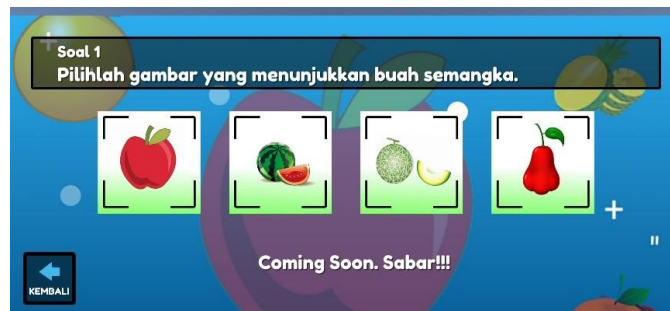 Soal 1
Pilihlah gambar yang menunjukkan buah semangka.
Coming Soon. Sabar!!!
KEMBALI